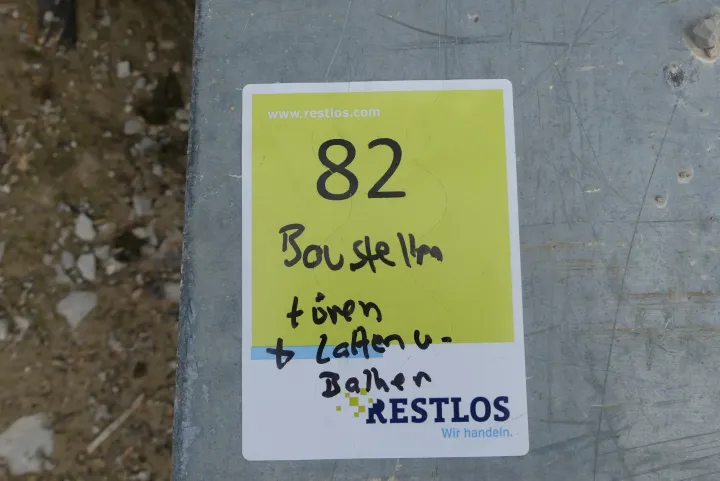 www.restlos.com
82
Baustellen
türen
+ Latten u.
Balken
RESTLOS
Wir handeln.